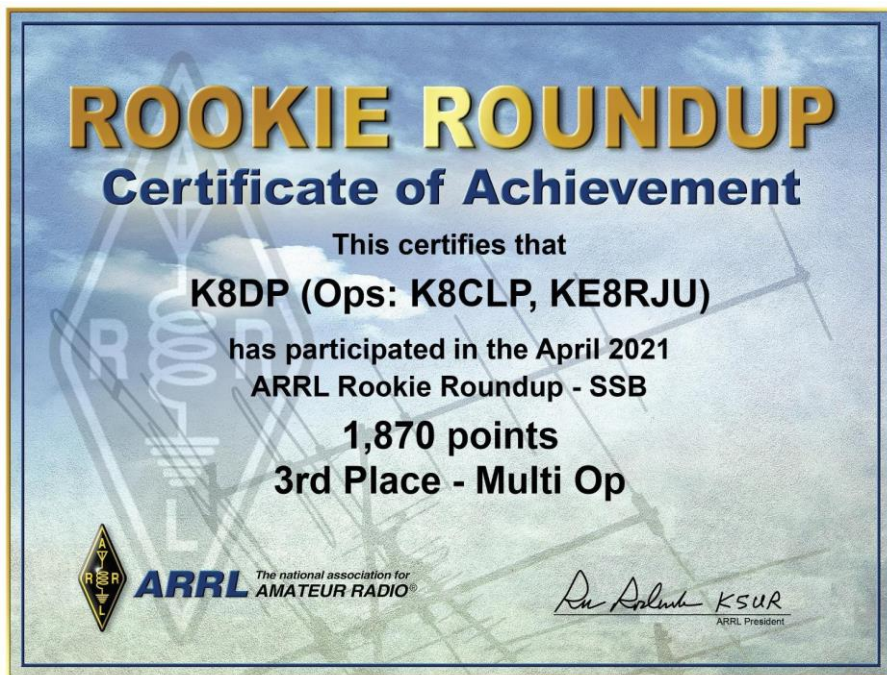 ROOKIE ROUNDUP
Certificate of Achievement
This certifies that
K8DP (Ops: K8CLP, KE8RJU)
has participated in the April 2021
ARRL Rookie Roundup - SSB
1,870 points
3rd Place - Multi Op
A
R R
L
A
R R
L
ARRL
The national association for
AMATEUR RADIO®
K5UR
ARRL President